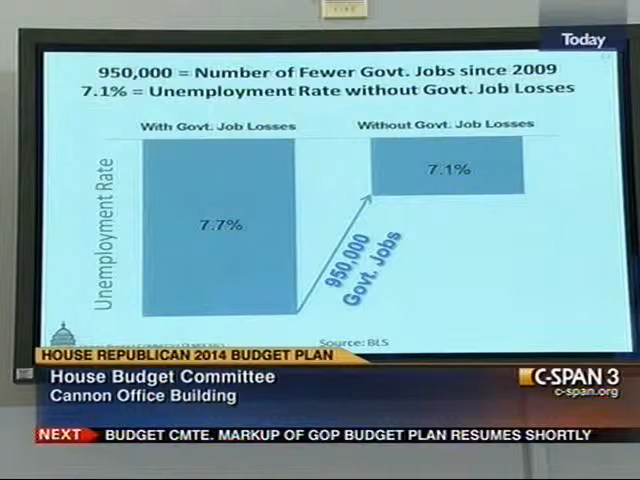 Today
950,000 = Number of Fewer Govt. Jobs since 2009
7.1% = Unemployment Rate without Govt. Job Losses
With Govt. Job Losses
Without Govt. Job Losses
Unemployment Rate
7.7%
7.1%
950,000
Govt. Jobs
Source: BLS
HOUSE REPUBLICAN 2014 BUDGET PLAN
House Budget Committee
Cannon Office Building
C-SPAN 3
c-span.org
NEXT BUDGET CMTE. MARKUP OF GOP BUDGET PLAN RESUMES SHORTLY